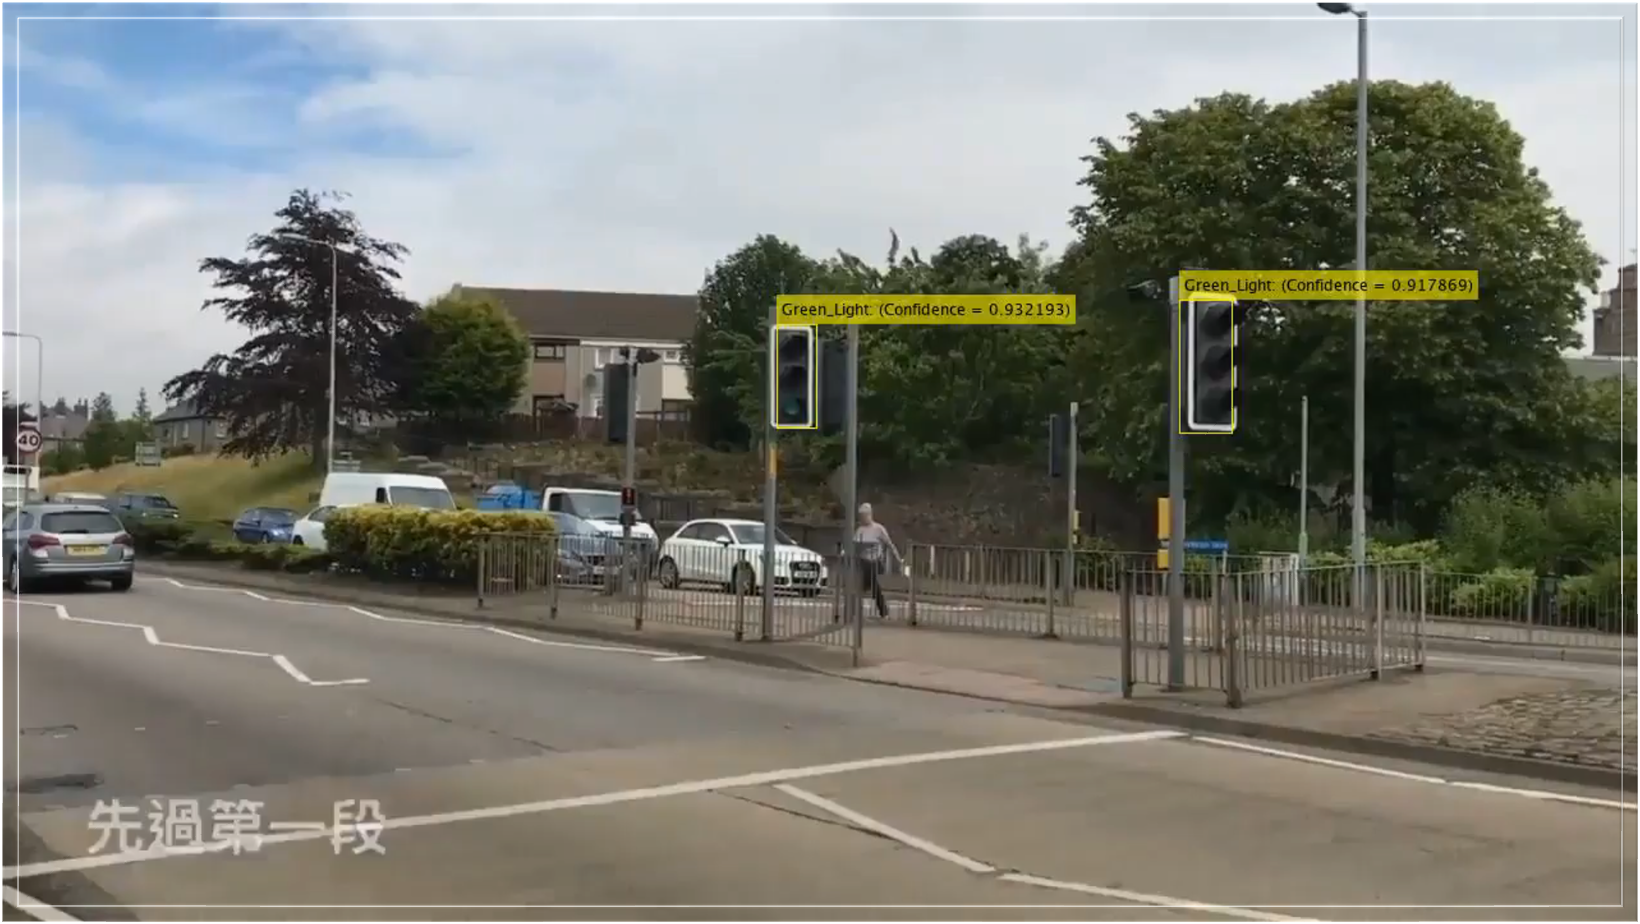 Green_Light: (Confidence = 0.917869)
Green_Light: (Confidence = 0.932193)
40
先過第一段